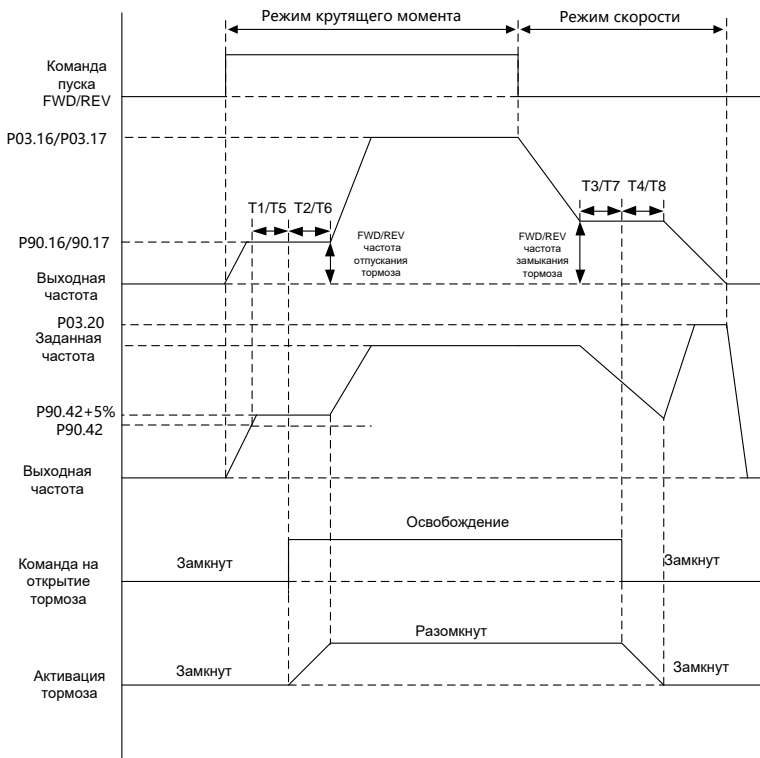 Режим крутящего момента
Режим скорости
Команда
пуска
FWD/REV
P03.16/P03.17
T1/T5
T2/T6
T3/T7
T4/T8
P90.16/90.17
FWD/REV
частота
отпускания
тормоза
FWD/REV
частота
замыкания
тормоза
Выходная
частота
P03.20
Заданная
частота
P90.42+5%
P90.42
Выходная
частота
Освобождение
Замкнут
Замкнут
Команда на
открытие
тормоза
Разомкнут
Замкнут
Замкнут
Активация
тормоза